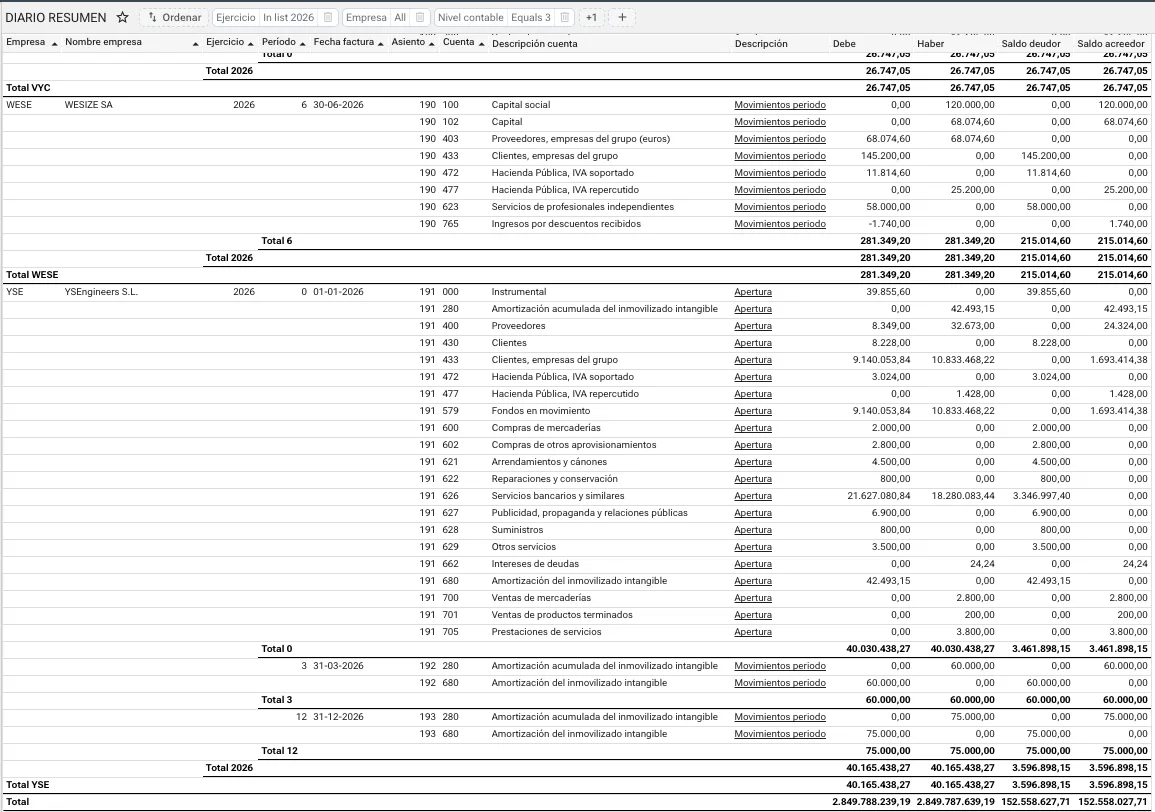 DIARIO RESUMEN Ordenar Ejercicio In list 2026 Empresa All Nivel contable Equals 3 +1 +
Empresa Nombre empresa Ejercicio Período Fecha factura Asiento Cuenta Descripción cuenta Descripción Debe Haber Saldo deudor Saldo acreedor
Total 0 26.747,05 26.747,05 26.747,05 26.747,05
Total 2026 26.747,05 26.747,05 26.747,05 26.747,05
Total VYC 26.747,05 26.747,05 26.747,05 26.747,05
WESE WESIZE SA 2026 6 30-06-2026 190 100 Capital social Movimientos periodo 0,00 120.000,00 0,00 120.000,00
190 102 Capital Movimientos periodo 0,00 68.074,60 0,00 68.074,60
190 403 Proveedores, empresas del grupo (euros) Movimientos periodo 68.074,60 68.074,60 0,00 0,00
190 433 Clientes, empresas del grupo Movimientos periodo 145.200,00 0,00 145.200,00 0,00
190 472 Hacienda Pública, IVA soportado Movimientos periodo 11.814,60 0,00 11.814,60 0,00
190 477 Hacienda Pública, IVA repercutido Movimientos periodo 0,00 25.200,00 0,00 25.200,00
190 623 Servicios de profesionales independientes Movimientos periodo 58.000,00 0,00 58.000,00 0,00
190 765 Ingresos por descuentos recibidos Movimientos periodo -1.740,00 0,00 0,00 1.740,00
Total 6 281.349,20 281.349,20 215.014,60 215.014,60
Total 2026 281.349,20 281.349,20 215.014,60 215.014,60
Total WESE 281.349,20 281.349,20 215.014,60 215.014,60
YSE YSEngineers S.L. 2026 0 01-01-2026 191 000 Instrumental Apertura 39.855,60 0,00 39.855,60 0,00
191 280 Amortización acumulada del inmovilizado intangible Apertura 0,00 42.493,15 0,00 42.493,15
191 400 Proveedores Apertura 8.349,00 32.673,00 0,00 24.324,00
191 430 Clientes Apertura 8.228,00 0,00 8.228,00 0,00
191 433 Clientes, empresas del grupo Apertura 9.140.053,84 10.833.468,22 0,00 1.693.414,38
191 472 Hacienda Pública, IVA soportado Apertura 3.024,00 0,00 3.024,00 0,00
191 477 Hacienda Pública, IVA repercutido Apertura 0,00 1.428,00 0,00 1.428,00
191 579 Fondos en movimiento Apertura 9.140.053,84 10.833.468,22 0,00 1.693.414,38
191 600 Compras de mercaderías Apertura 2.000,00 0,00 2.000,00 0,00
191 602 Compras de otros aprovisionamientos Apertura 2.800,00 0,00 2.800,00 0,00
191 621 Arrendamientos y cánones Apertura 4.500,00 0,00 4.500,00 0,00
191 622 Reparaciones y conservación Apertura 800,00 0,00 800,00 0,00
191 626 Servicios bancarios y similares Apertura 21.627.080,84 18.280.083,44 3.346.997,40 0,00
191 627 Publicidad, propaganda y relaciones públicas Apertura 6.900,00 0,00 6.900,00 0,00
191 628 Suministros Apertura 800,00 0,00 800,00 0,00
191 629 Otros servicios Apertura 3.500,00 0,00 3.500,00 0,00
191 662 Intereses de deudas Apertura 0,00 24,24 0,00 24,24
191 680 Amortización del inmovilizado intangible Apertura 42.493,15 0,00 42.493,15 0,00
191 700 Ventas de mercaderías Apertura 0,00 2.800,00 0,00 2.800,00
191 701 Ventas de productos terminados Apertura 0,00 200,00 0,00 200,00
191 705 Prestaciones de servicios Apertura 0,00 3.800,00 0,00 3.800,00
Total 0 40.030.438,27 40.030.438,27 3.461.898,15 3.461.898,15
3 31-03-2026 192 280 Amortización acumulada del inmovilizado intangible Movimientos periodo 0,00 60.000,00 0,00 60.000,00
192 680 Amortización del inmovilizado intangible Movimientos periodo 60.000,00 0,00 60.000,00 0,00
Total 3 60.000,00 60.000,00 60.000,00 60.000,00
12 31-12-2026 193 280 Amortización acumulada del inmovilizado intangible Movimientos periodo 0,00 75.000,00 0,00 75.000,00
193 680 Amortización del inmovilizado intangible Movimientos periodo 75.000,00 0,00 75.000,00 0,00
Total 12 75.000,00 75.000,00 75.000,00 75.000,00
Total 2026 40.165.438,27 40.165.438,27 3.596.898,15 3.596.898,15
Total YSE 40.165.438,27 40.165.438,27 3.596.898,15 3.596.898,15
Total 2.849.788.239,19 2.849.787.639,19 152.558.627,71 152.558.027,71